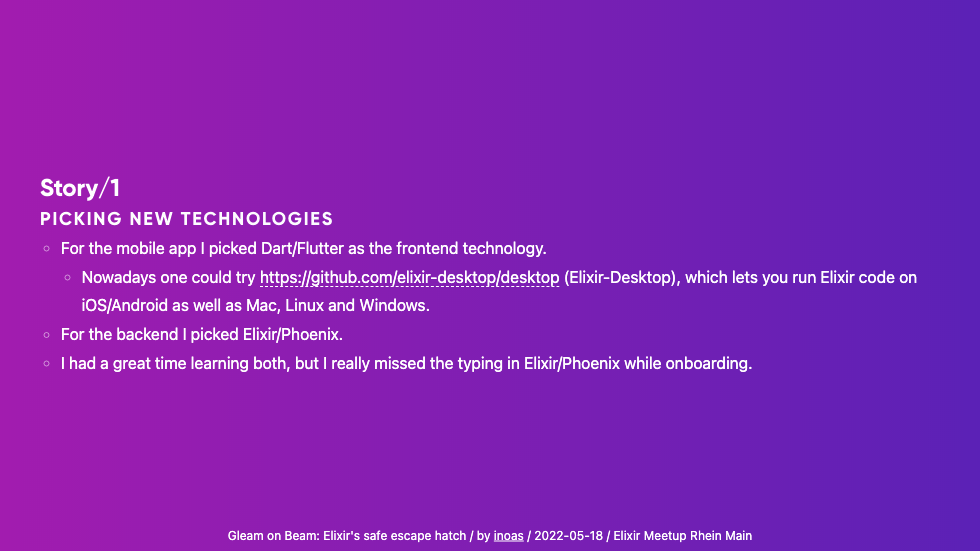 Story/1
PICKING NEW TECHNOLOGIES
For the mobile app I picked Dart/Flutter as the frontend technology.
Nowadays one could try https://github.com/elixir-desktop/desktop (Elixir-Desktop), which lets you run Elixir code on
iOS/Android as well as Mac, Linux and Windows.
For the backend I picked Elixir/Phoenix.
I had a great time learning both, but I really missed the typing in Elixir/Phoenix while onboarding.
Gleam on Beam: Elixir's safe escape hatch / by inoas / 2022-05-18 / Elixir Meetup Rhein Main